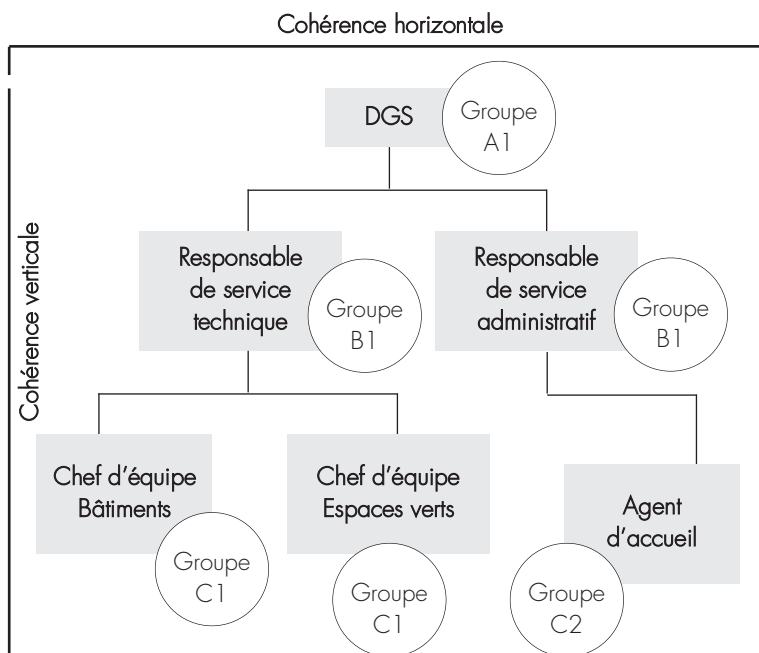 Cohérence horizontale
Cohérence verticale
DGS
Groupe
A1
Responsable
de service
technique
Groupe
B1
Responsable
de service
administratif
Groupe
B1
Chef d'équipe
Bâtiments
Groupe
C1
Chef d'équipe
Espaces verts
Groupe
C1
Agent
d'accueil
Groupe
C2